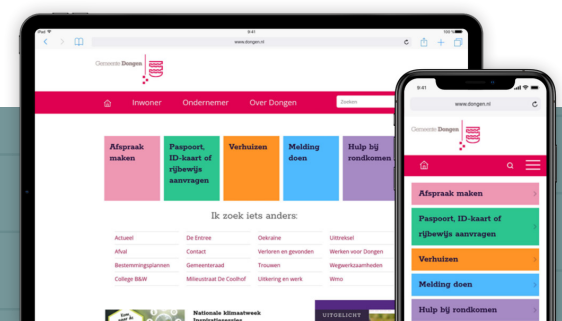 iPad
9:41
100 %
www.dongen.nl
Gemeente Dongen
Inwoner
Ondernemer
Over Dongen
Zoeken
Afspraak
maken
Paspoort,
ID-kaart of
rijbewijs
aanvragen
Verhuizen
Melding
doen
Hulp bij
rondkomen
Ik zoek iets anders:
Actueel
De Entree
Oekraïne
Uittreksel
Afval
Contact
Verloren en gevonden
Werken voor Dongen
Bestemmingsplannen
Gemeenteraad
Trouwen
Wegwerkzaamheden
College B&W
Milieustraat De Coolhof
Uitkering en werk
Wmo
Nationale klimaatweek
Inspiratiesessies
UITGELICHT
9:41
www.dongen.nl
Gemeente Dongen
Afspraak maken
Paspoort, ID-kaart of
rijbewijs aanvragen
Verhuizen
Melding doen
Hulp bij rondkomen